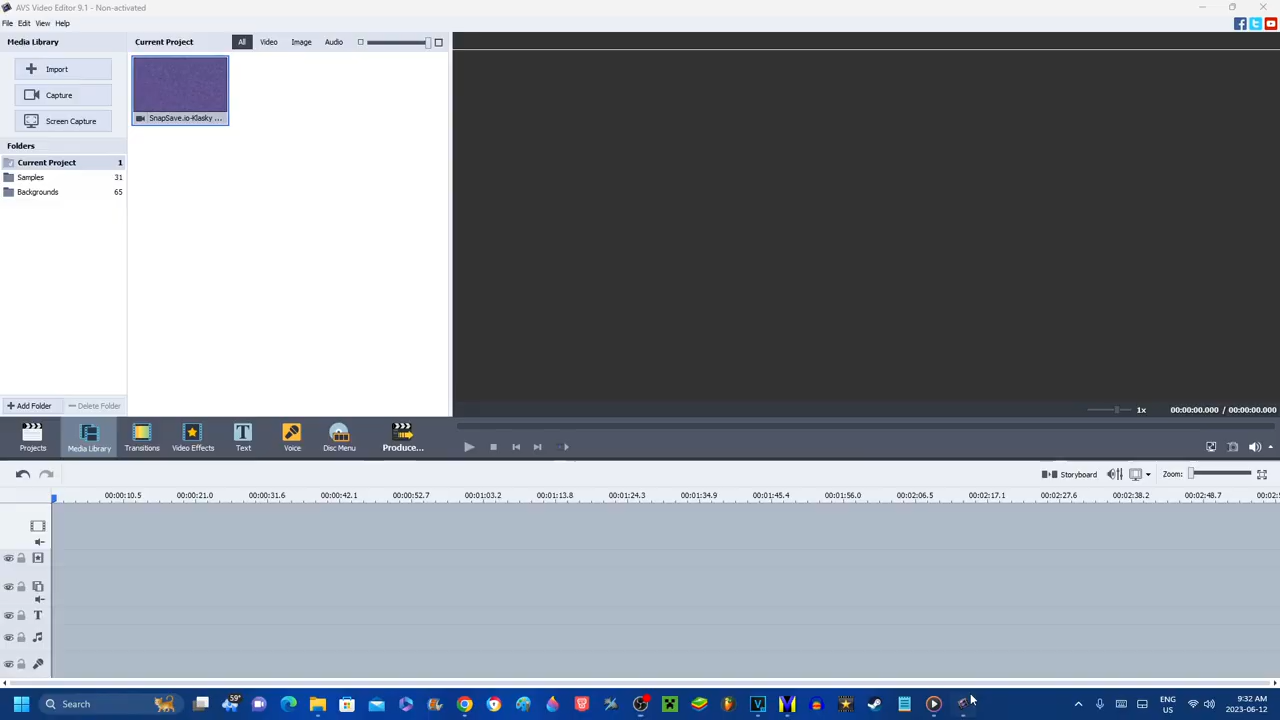 AVS Video Editor 9.1 - Non-activated
File Edit View Help
Media Library
Current Project
All Video Image Audio
Import
Capture
Screen Capture
SnapSave.io-Klasky ...
Folders
Current Project 1
Samples 31
Backgrounds 65
Add Folder
Delete Folder
1x
00:00:00.000 / 00:00:00.000
Projects
Media Library
Transitions
Video Effects
Text
Voice
Disc Menu
Produce...
Storyboard
Zoom:
00:00:10.5 00:00:21.0 00:00:31.6 00:00:42.1 00:00:52.7 00:01:03.2 00:01:13.8 00:01:24.3 00:01:34.9 00:01:45.4 00:01:56.0 00:02:06.5 00:02:17.1 00:02:27.6 00:02:38.2 00:02:48.7 00:02:5
T
Search
59°
ENG
US
9:32 AM
2023-06-12